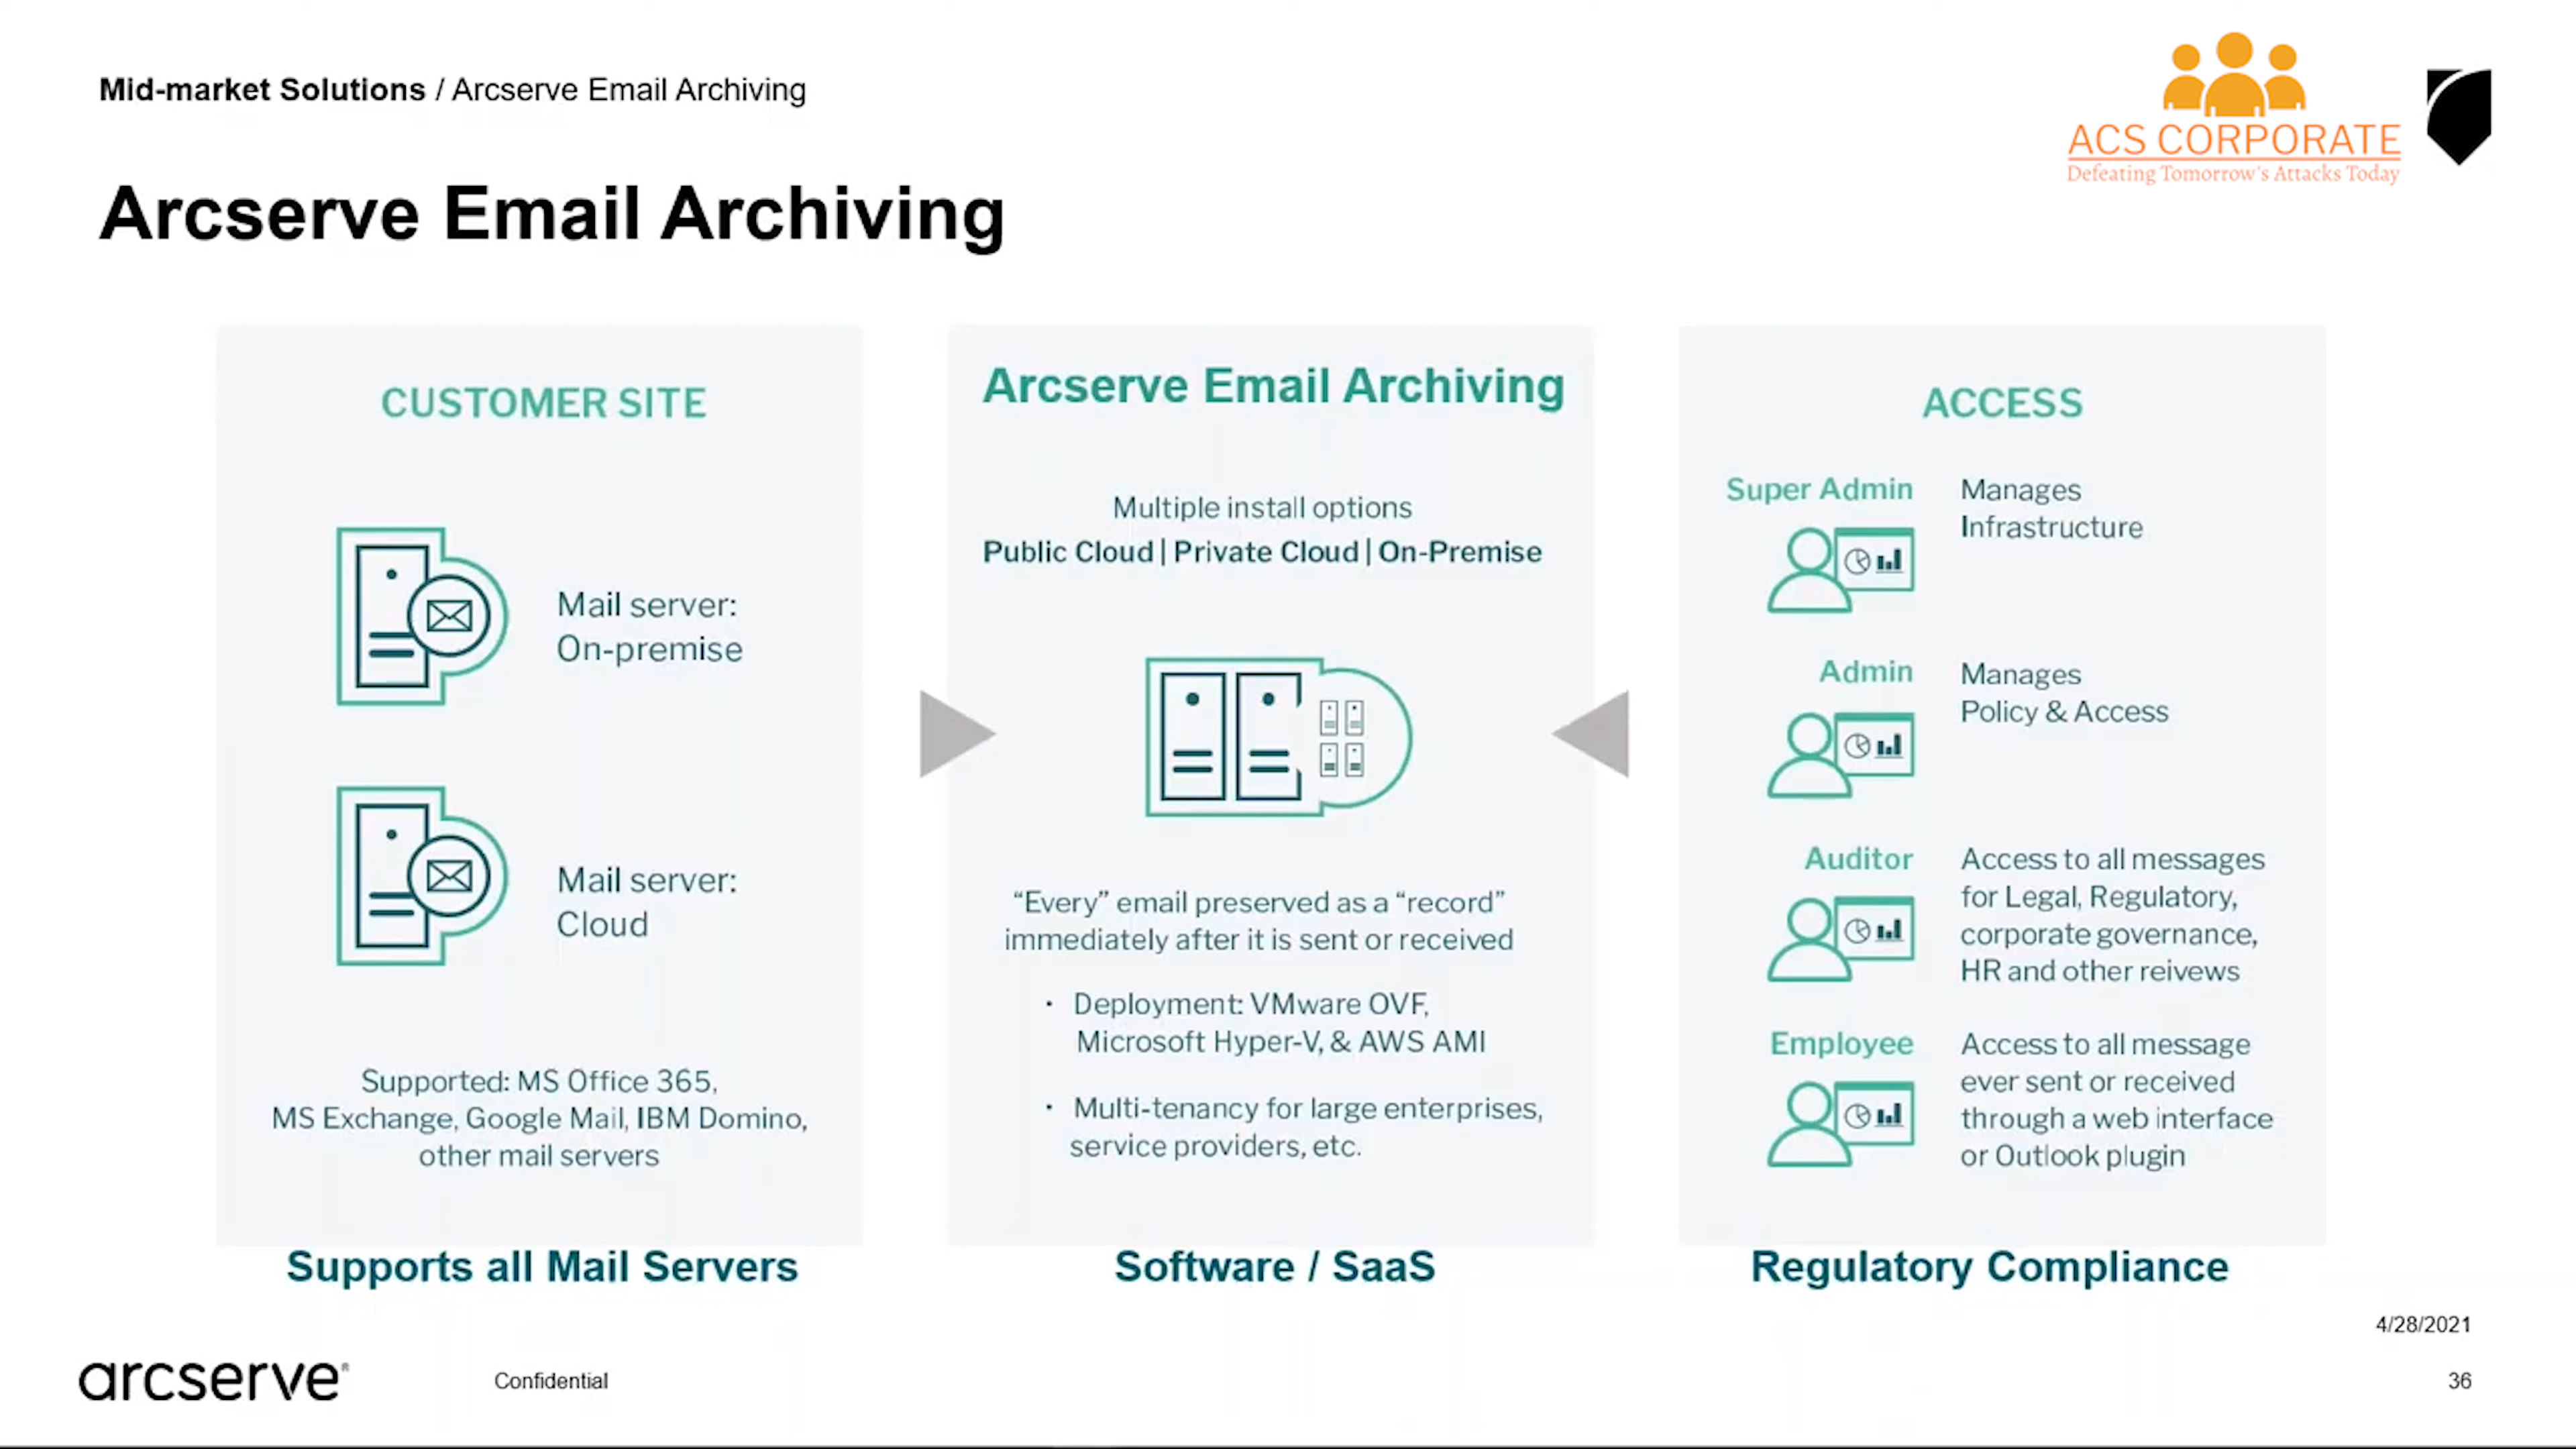 Mid-market Solutions / Arcserve Email Archiving
ACS CORPORATE
Defeating Tomorrow's Attacks Today
Arcserve Email Archiving
CUSTOMER SITE
Mail server:
On-premise
Mail server:
Cloud
Supported: MS Office 365,
MS Exchange, Google Mail, IBM Domino,
other mail servers
Supports all Mail Servers
Arcserve Email Archiving
Multiple install options
Public Cloud | Private Cloud | On-Premise
“Every” email preserved as a “record”
immediately after it is sent or received
• Deployment: VMware OVF,
Microsoft Hyper-V, & AWS AMI
• Multi-tenancy for large enterprises,
service providers, etc.
Software / SaaS
ACCESS
Super Admin
Manages
Infrastructure
Admin
Manages
Policy & Access
Auditor
Access to all messages
for Legal, Regulatory,
corporate governance,
HR and other reivews
Employee
Access to all message
ever sent or received
through a web interface
or Outlook plugin
Regulatory Compliance
4/28/2021
arcserve®
Confidential
36